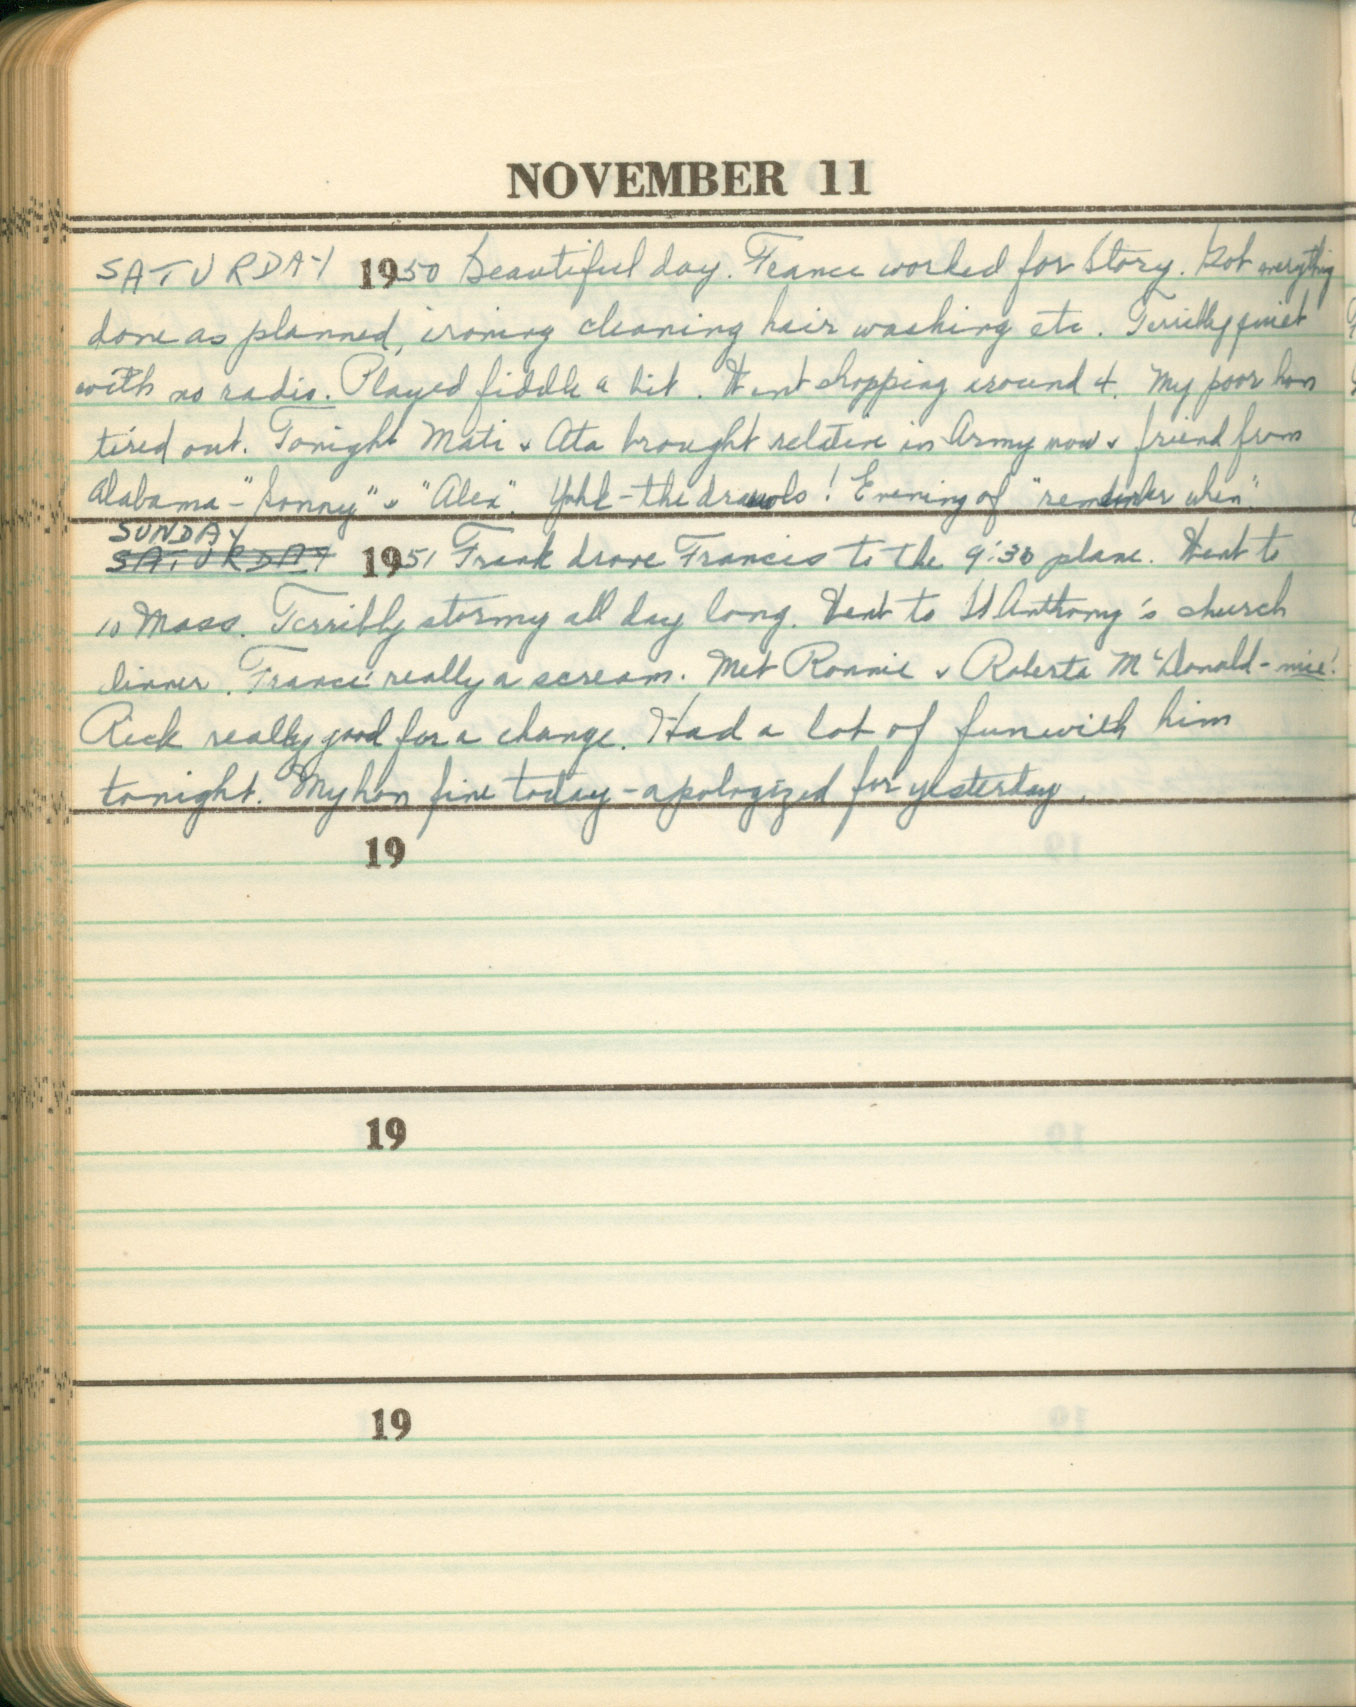 NOVEMBER 11
SATURDAY 1950 Beautiful day. France worked for Story. Got everything
done as planned, ironing cleaning hair washing etc. Terribly quiet
with no radio. Played fiddle a bit. Went shopping around 4. My poor hon
tired out. Tonight Mati & Ata brought relative in Army now & friend from
Alabama - "Sonny" & "Alex". - the drawls! Evening of "remember when"
SUNDAY
SATURDAY 1951 Frank drove Francis to the 9:30 plane. Went to
10 Mass. Terribly stormy all day long. Went to St Anthony's church
dinner. France really a scream. Met Ronnie & Roberta McDonald - nice!
Rick really good for a change. Had a lot of fun with him
tonight. My hon fine today - apologized for yesterday.
19
19
19